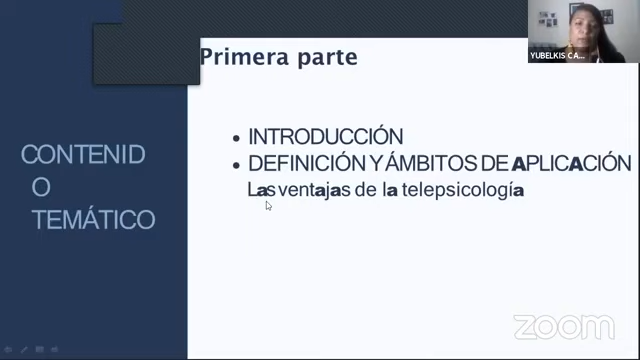 Primera parte
YUBELKIS CA...
CONTENID
O
TEMÁTICO
• INTRODUCCIÓN
• DEFINICIÓN Y ÁMBITOS DE APLICACIÓN
Las ventajas de la telepsicología
zoom